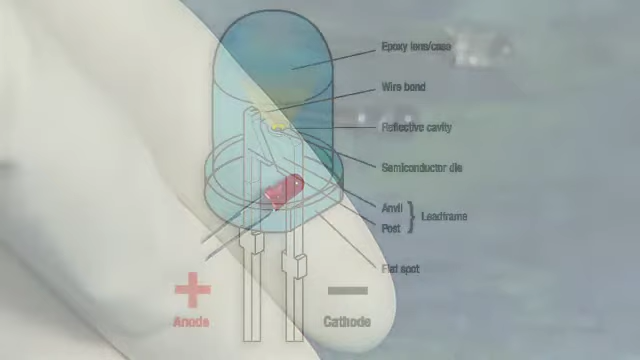 Epoxy lens/case
Wire bond
Reflective cavity
Semiconductor die
Anvil
Post
Leadframe
Flat spot
+ −
Anode Cathode